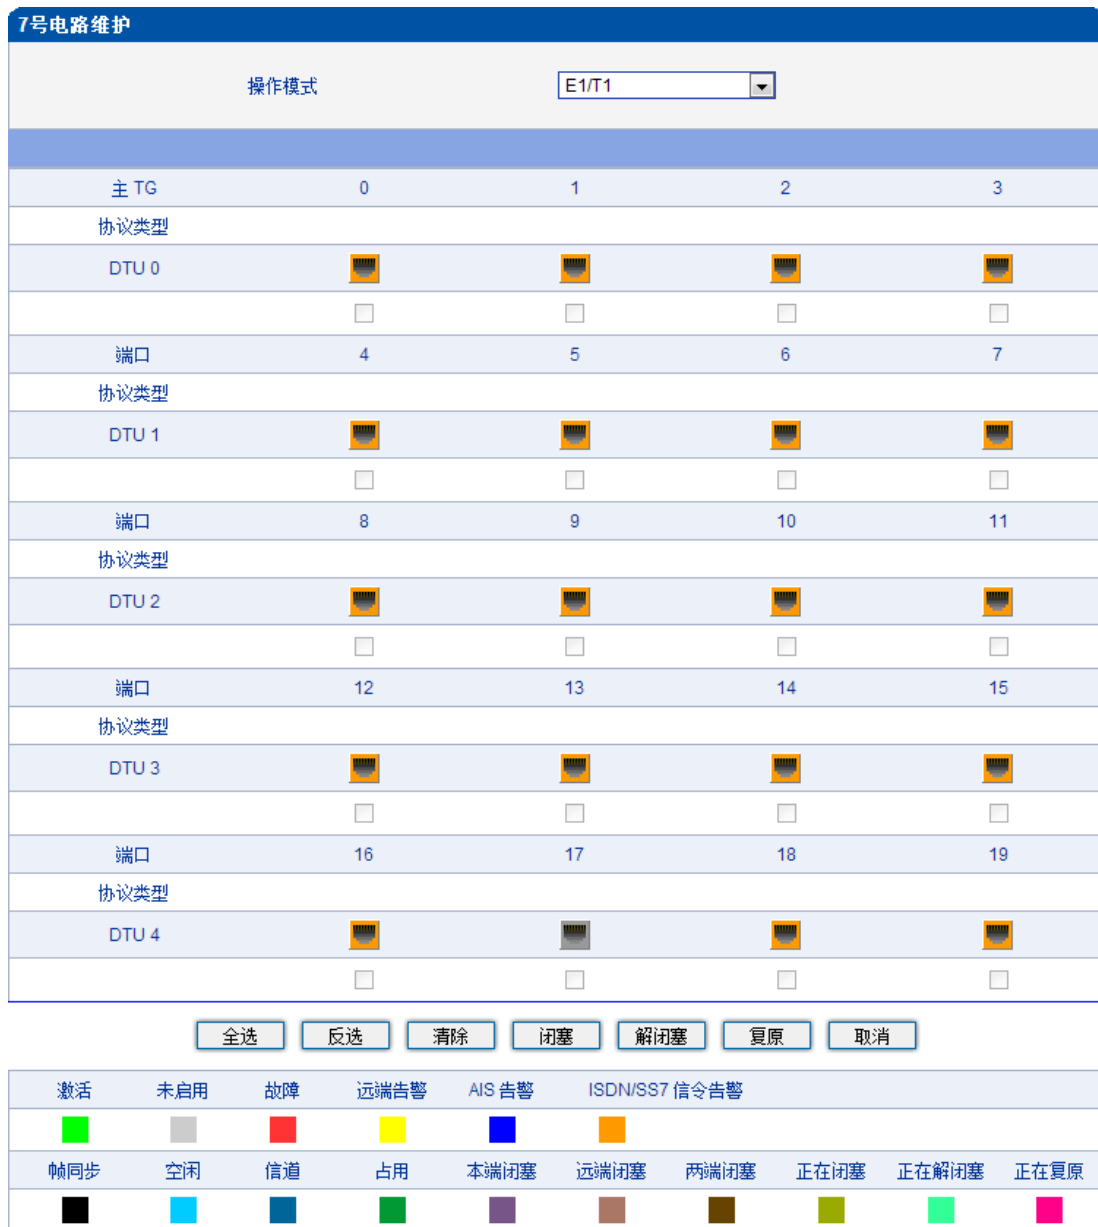 7号电路维护
操作模式 E1/T1
主 TG 0 1 2 3
协议类型
DTU 0
端口 4 5 6 7
协议类型
DTU 1
端口 8 9 10 11
协议类型
DTU 2
端口 12 13 14 15
协议类型
DTU 3
端口 16 17 18 19
协议类型
DTU 4
全选 反选 清除 闭塞 解闭塞 复原 取消
激活 未启用 故障 远端告警 AIS 告警 ISDN/SS7 信令告警
帧同步 空闲 信道 占用 本端闭塞 远端闭塞 两端闭塞 正在闭塞 正在解闭塞 正在复原